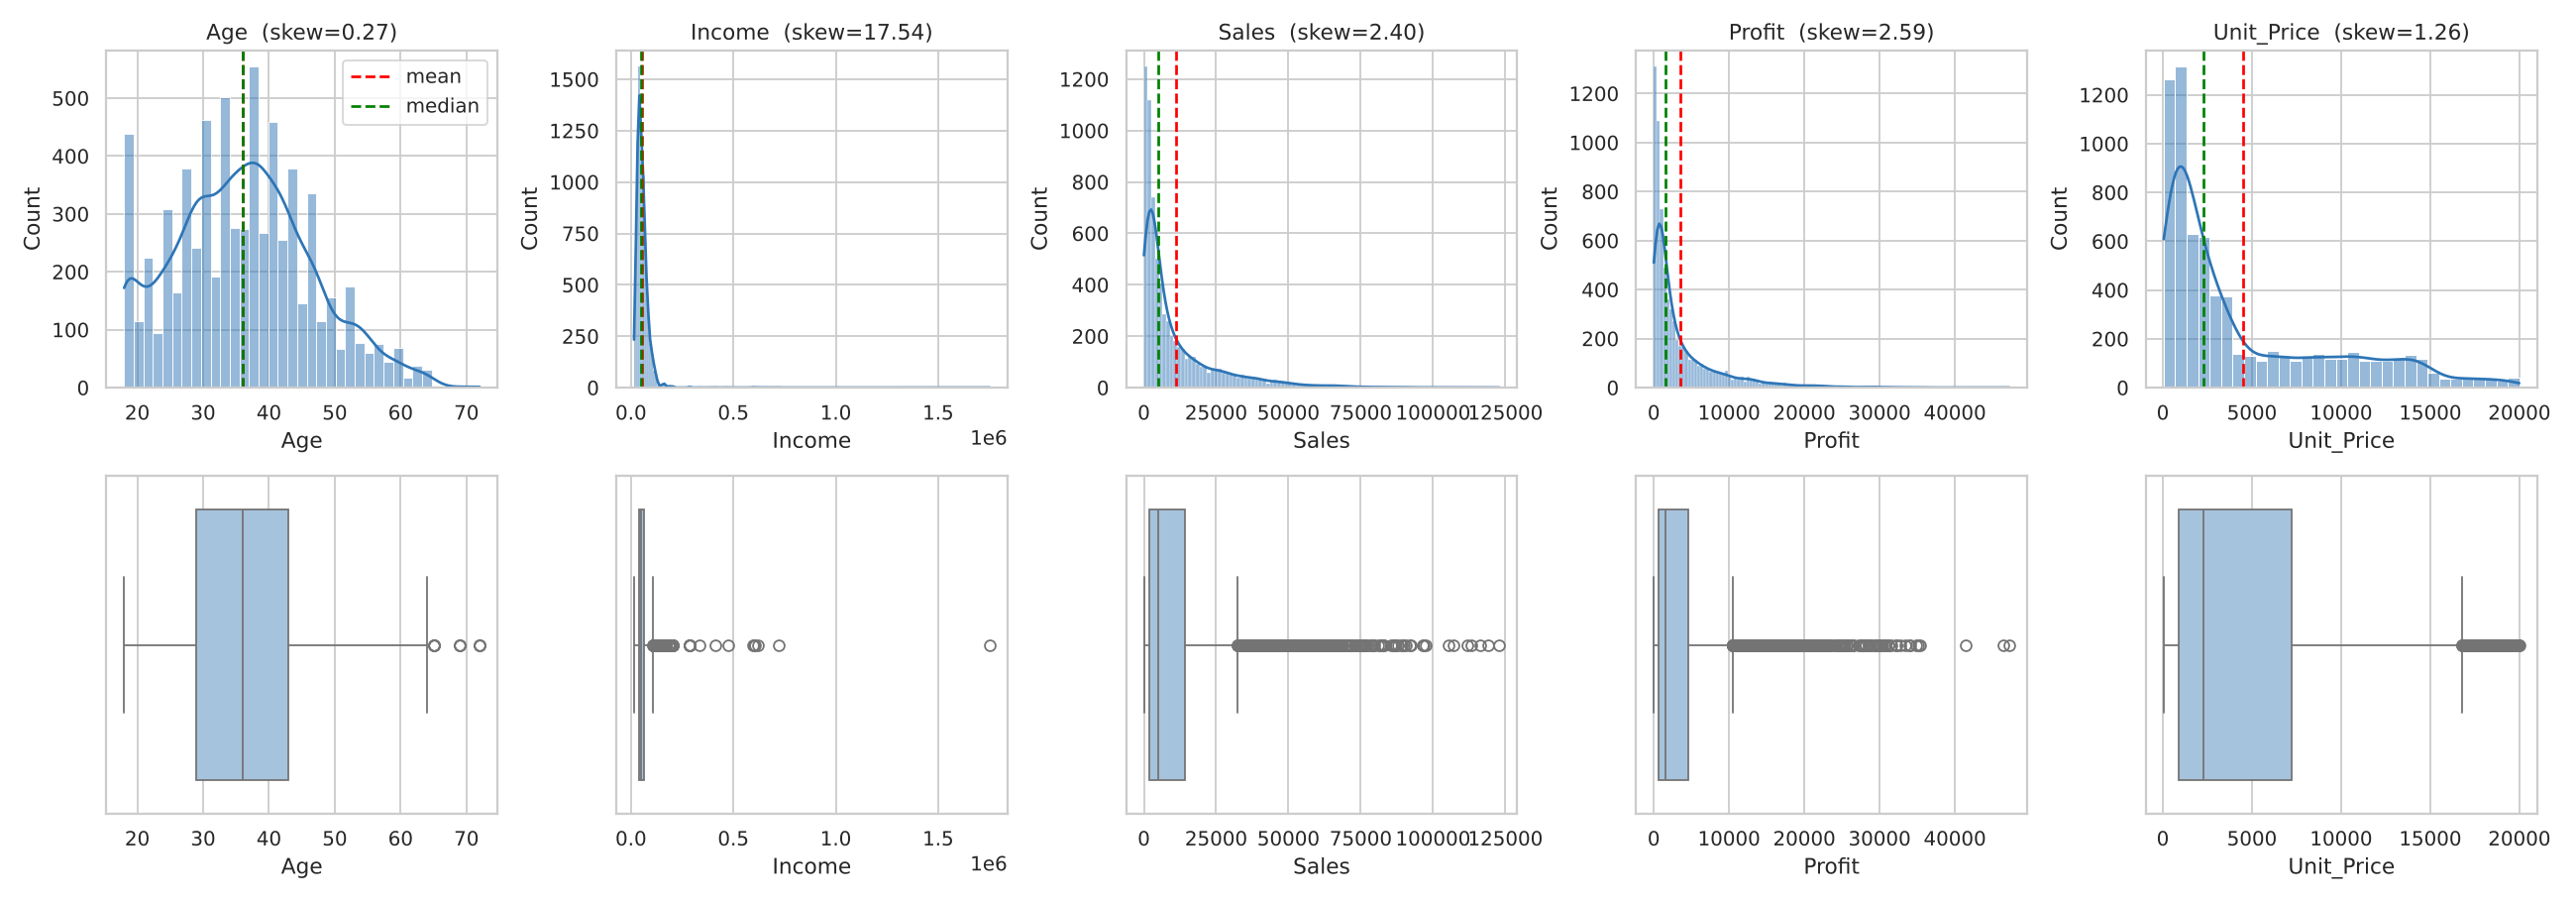 Age  (skew=0.27)
Income  (skew=17.54)
Sales  (skew=2.40)
Profit  (skew=2.59)
Unit_Price  (skew=1.26)
mean
median
Count
500
400
300
200
100
0
20 30 40 50 60 70
Age
Count
1500
1250
1000
750
500
250
0
0.0 0.5 1.0 1.5
1e6
Income
Count
1200
1000
800
600
400
200
0
0 25000 50000 75000 100000 125000
Sales
Count
1200
1000
800
600
400
200
0
0 10000 20000 30000 40000
Profit
Count
1200
1000
800
600
400
200
0
0 5000 10000 15000 20000
Unit_Price
20 30 40 50 60 70
Age
0.0 0.5 1.0 1.5
1e6
Income
0 25000 50000 75000 100000 125000
Sales
0 10000 20000 30000 40000
Profit
0 5000 10000 15000 20000
Unit_Price